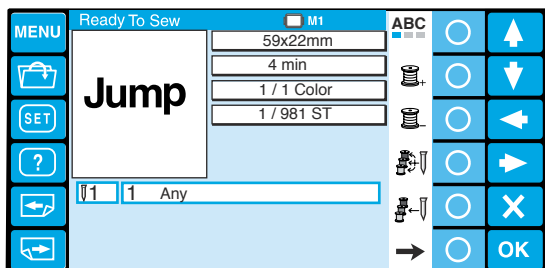 MENU
Ready To Sew
M1
ABC
59x22mm
4 min
1 / 1 Color
1 / 981 ST
Jump
SET
?
1
1 Any
+
-
X
OK